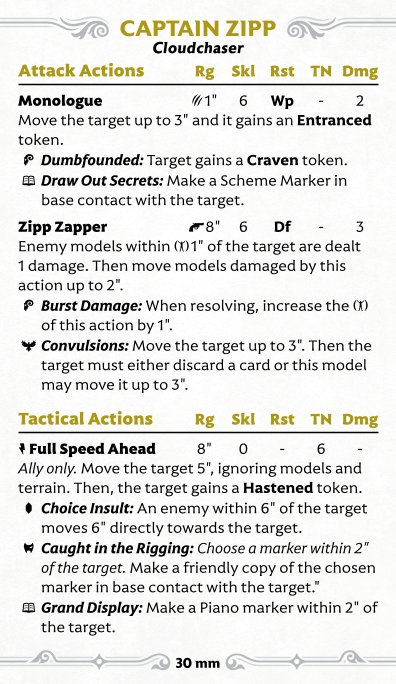 CAPTAIN ZIPP
Cloudchaser
Attack Actions Rg Skl Rst TN Dmg
Monologue 1" 6 Wp - 2
Move the target up to 3" and it gains an Entranced
token.
Dumbfounded: Target gains a Craven token.
Draw Out Secrets: Make a Scheme Marker in
base contact with the target.
Zipp Zapper 8" 6 Df - 3
Enemy models within 1" of the target are dealt
1 damage. Then move models damaged by this
action up to 2".
Burst Damage: When resolving, increase the
of this action by 1".
Convulsions: Move the target up to 3". Then the
target must either discard a card or this model
may move it up to 3".
Tactical Actions Rg Skl Rst TN Dmg
Full Speed Ahead 8" 0 - 6 -
Ally only. Move the target 5", ignoring models and
terrain. Then, the target gains a Hastened token.
Choice Insult: An enemy within 6" of the target
moves 6" directly towards the target.
Caught in the Rigging: Choose a marker within 2"
of the target. Make a friendly copy of the chosen
marker in base contact with the target."
Grand Display: Make a Piano marker within 2" of
the target.
30 mm